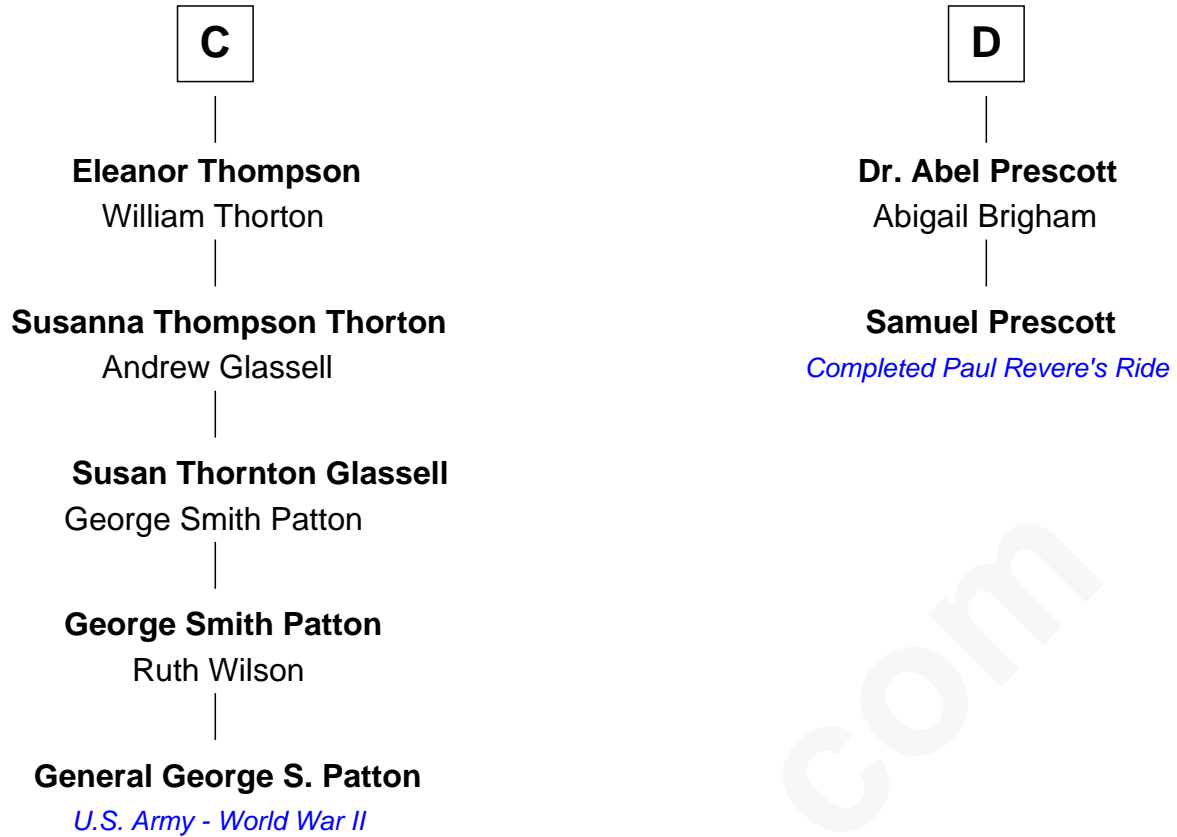 C
Eleanor Thompson
William Thorton
Susanna Thompson Thorton
Andrew Glassell
Susan Thornton Glassell
George Smith Patton
George Smith Patton
Ruth Wilson
General George S. Patton
U.S. Army - World War II
D
Dr. Abel Prescott
Abigail Brigham
Samuel Prescott
Completed Paul Revere's Ride
com